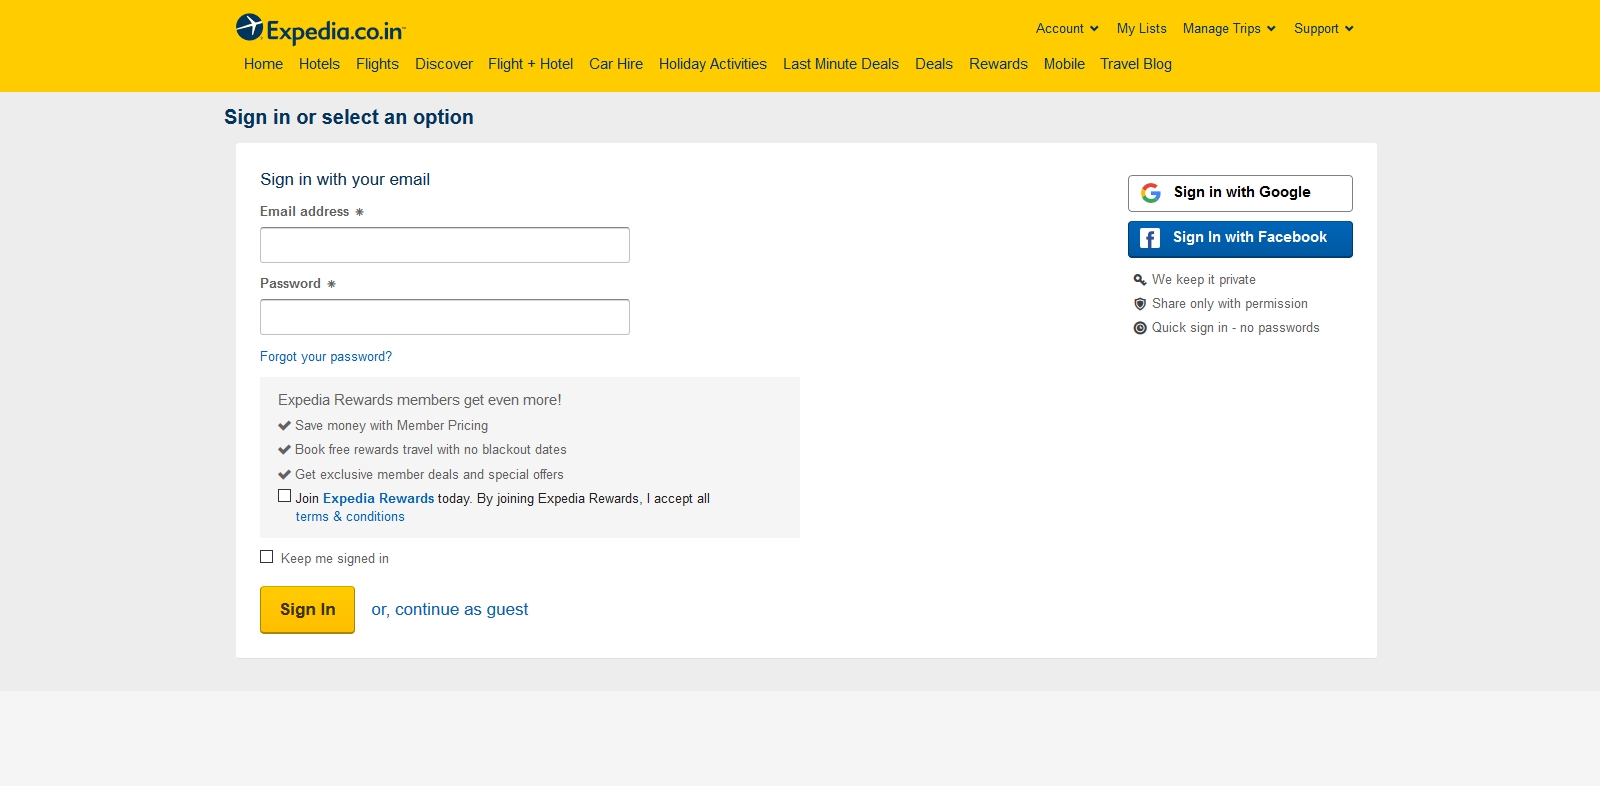 Expedia.co.in
Account My Lists Manage Trips Support
Home Hotels Flights Discover Flight + Hotel Car Hire Holiday Activities Last Minute Deals Deals Rewards Mobile Travel Blog
Sign in or select an option
Sign in with your email
Email address *
Password *
Forgot your password?
Expedia Rewards members get even more!
Save money with Member Pricing
Book free rewards travel with no blackout dates
Get exclusive member deals and special offers
Join Expedia Rewards today. By joining Expedia Rewards, I accept all
terms & conditions
Keep me signed in
Sign In or, continue as guest
Sign in with Google
Sign In with Facebook
We keep it private
Share only with permission
Quick sign in - no passwords